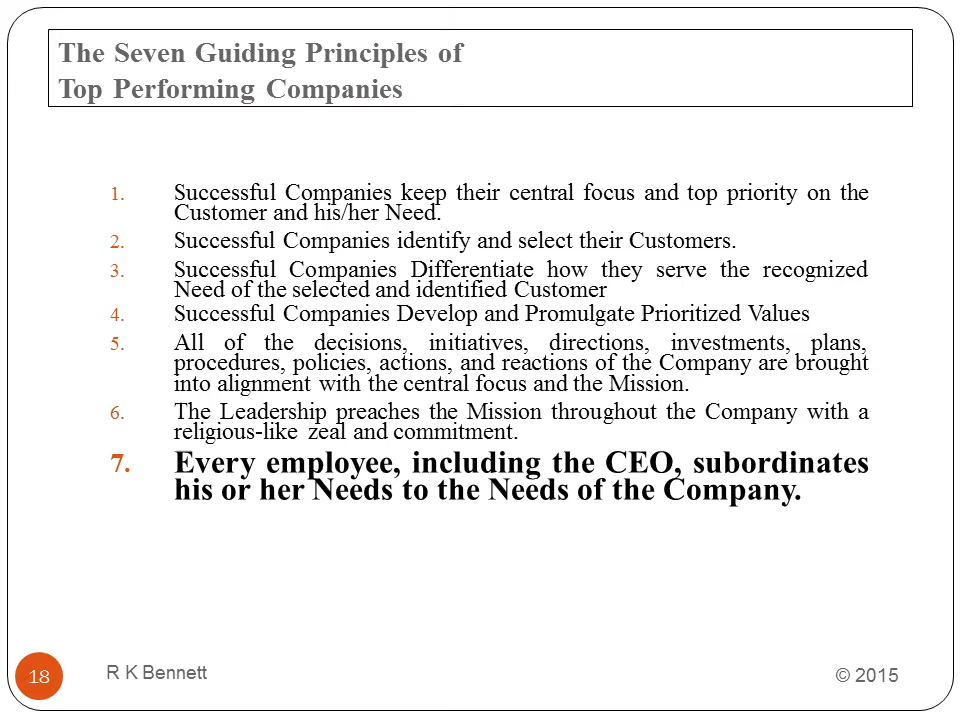 The Seven Guiding Principles of
Top Performing Companies
1. Successful Companies keep their central focus and top priority on the
Customer and his/her Need.
2. Successful Companies identify and select their Customers.
3. Successful Companies Differentiate how they serve the recognized
Need of the selected and identified Customer
4. Successful Companies Develop and Promulgate Prioritized Values
5. All of the decisions, initiatives, directions, investments, plans,
procedures, policies, actions, and reactions of the Company are brought
into alignment with the central focus and the Mission.
6. The Leadership preaches the Mission throughout the Company with a
religious-like zeal and commitment.
7. Every employee, including the CEO, subordinates
his or her Needs to the Needs of the Company.
18
R K Bennett
© 2015